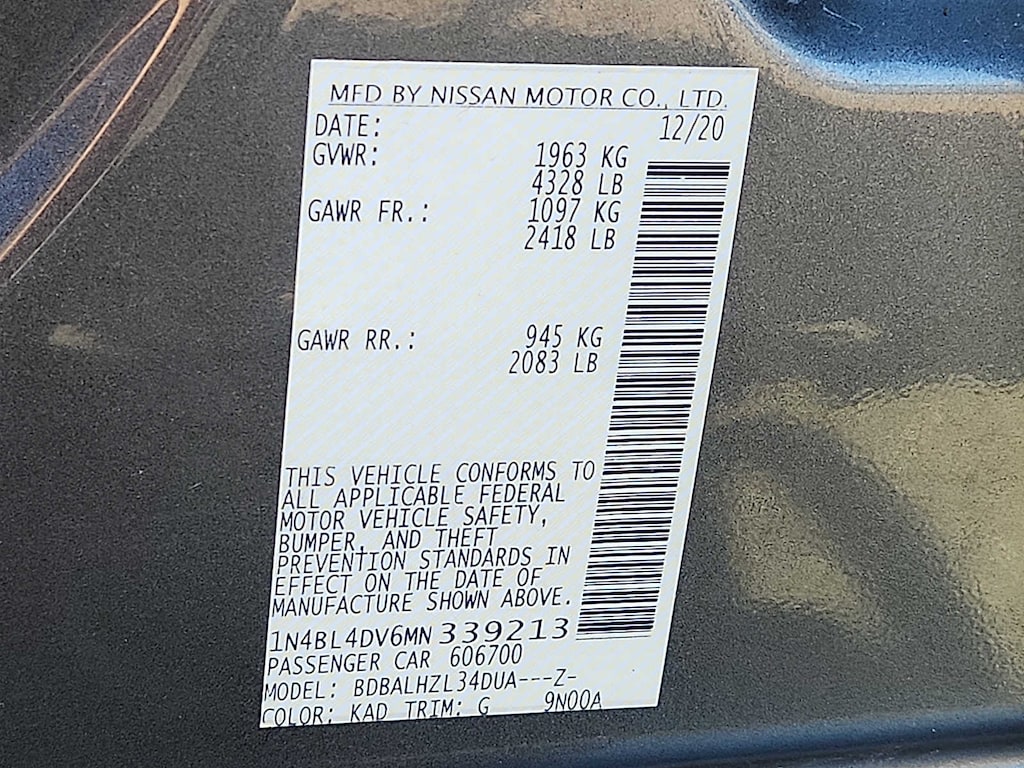 MFD BY NISSAN MOTOR CO., LTD.
DATE: 12/20
GVWR: 1963 KG
4328 LB
GAWR FR.: 1097 KG
2418 LB
GAWR RR.: 945 KG
2083 LB
THIS VEHICLE CONFORMS TO
ALL APPLICABLE FEDERAL
MOTOR VEHICLE SAFETY,
BUMPER, AND THEFT
PREVENTION STANDARDS IN
EFFECT ON THE DATE OF
MANUFACTURE SHOWN ABOVE.
1N4BL4DV6MN 339213
PASSENGER CAR 606700
MODEL: BDBALHZL34DUA---Z-
COLOR: KAD TRIM: G 9N00A